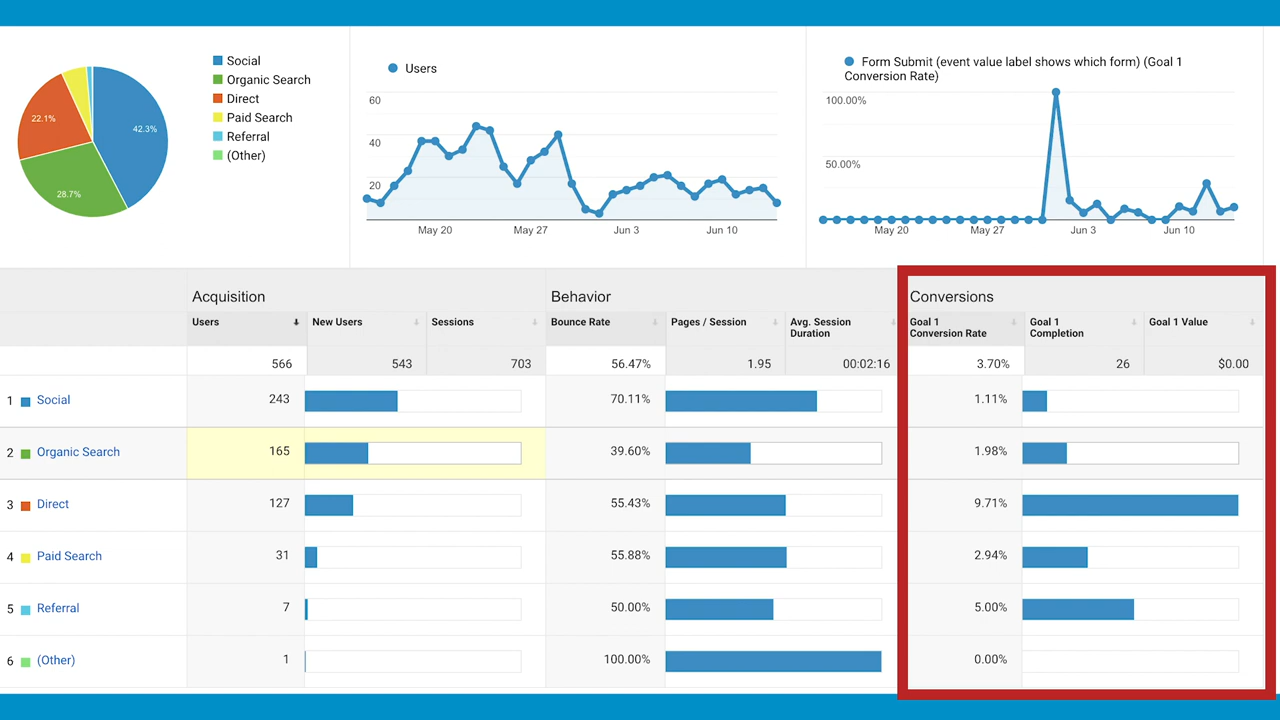 Social
Organic Search
Direct
Paid Search
Referral
(Other)
42.3%
22.1%
28.7%
Users
60
40
20
May 20
May 27
Jun 3
Jun 10
Form Submit (event value label shows which form) (Goal 1
Conversion Rate)
100.00%
50.00%
May 20
May 27
Jun 3
Jun 10
Acquisition
Behavior
Conversions
Users
New Users
Sessions
Bounce Rate
Pages / Session
Avg. Session
Duration
Goal 1
Conversion Rate
Goal 1
Completion
Goal 1 Value
566 543 703 56.47% 1.95 00:02:16 3.70% 26 $0.00
1 Social 243 70.11% 1.11%
2 Organic Search 165 39.60% 1.98%
3 Direct 127 55.43% 9.71%
4 Paid Search 31 55.88% 2.94%
5 Referral 7 50.00% 5.00%
6 (Other) 1 100.00% 0.00%